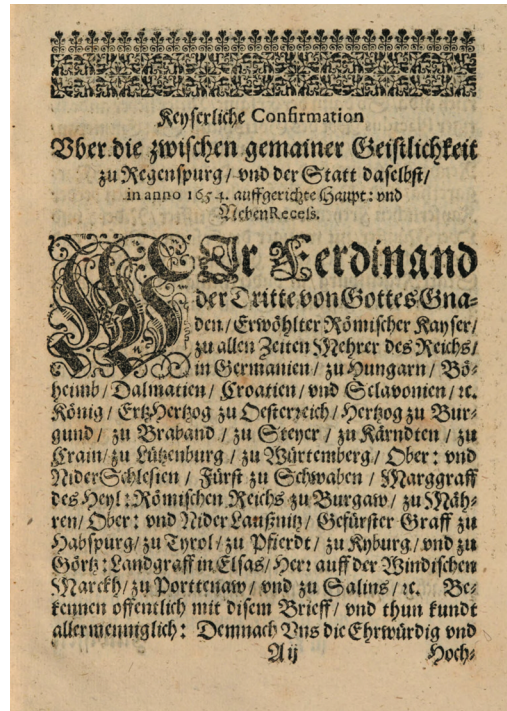 Keyserliche Confirmation
Vber die zwischen gemainer Geistlichkeit
zu Regenspurg / vnd der Statt daselbst /
in anno 1654. auffgerichte Haupt: vnd
NebenRecess.
WIr Ferdinand
der Dritte von Gottes Gna-
den / Erwöhlter Römischer Kayser /
zu allen Zeiten Mehrer des Reichs /
in Germanien / zu Hungarn / Bö-
heimb / Dalmatien / Croatien / vnd Sclavonien / ꝛc.
König / ErtzHertzog zu Oesterreich / Hertzog zu Bur-
gund / zu Braband / zu Steyer / zu Kärndten / zu
Crain / zu Lützenburg / zu Würtemberg / Ober: vnd
NiderSchlesien / Fürst zu Schwaben / Marggraff
des Heyl: Römischen Reichs zu Burgaw / zu Mäh-
ren / Ober: vnd Nider Laußnitz / Gefürster Graff zu
Habspurg / zu Tyrol / zu Pfierdt / zu Kyburg / vnd zu
Görtz: Landgraff in Elsas / Herr auff der Windischen
Marckh / zu Porttenaw / vnd zu Salins / ꝛc. Be-
kennen offentlich mit disem Brieff / vnd thun kundt
allermenniglich: Demnach Vns die Ehrwürdig vnd
A ij Hoch-